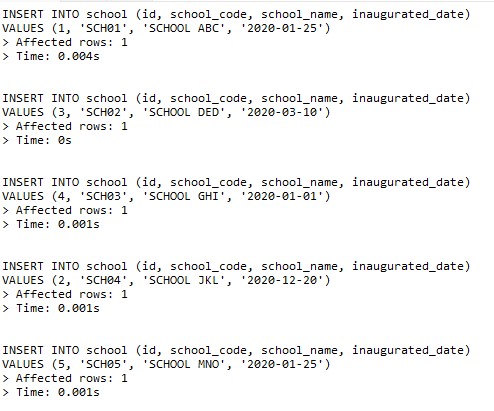 INSERT INTO school (id, school_code, school_name, inaugurated_date)
VALUES (1, 'SCH01', 'SCHOOL ABC', '2020-01-25')
> Affected rows: 1
> Time: 0.004s
INSERT INTO school (id, school_code, school_name, inaugurated_date)
VALUES (3, 'SCH02', 'SCHOOL DED', '2020-03-10')
> Affected rows: 1
> Time: 0s
INSERT INTO school (id, school_code, school_name, inaugurated_date)
VALUES (4, 'SCH03', 'SCHOOL GHI', '2020-01-01')
> Affected rows: 1
> Time: 0.001s
INSERT INTO school (id, school_code, school_name, inaugurated_date)
VALUES (2, 'SCH04', 'SCHOOL JKL', '2020-12-20')
> Affected rows: 1
> Time: 0.001s
INSERT INTO school (id, school_code, school_name, inaugurated_date)
VALUES (5, 'SCH05', 'SCHOOL MNO', '2020-01-25')
> Affected rows: 1
> Time: 0.001s